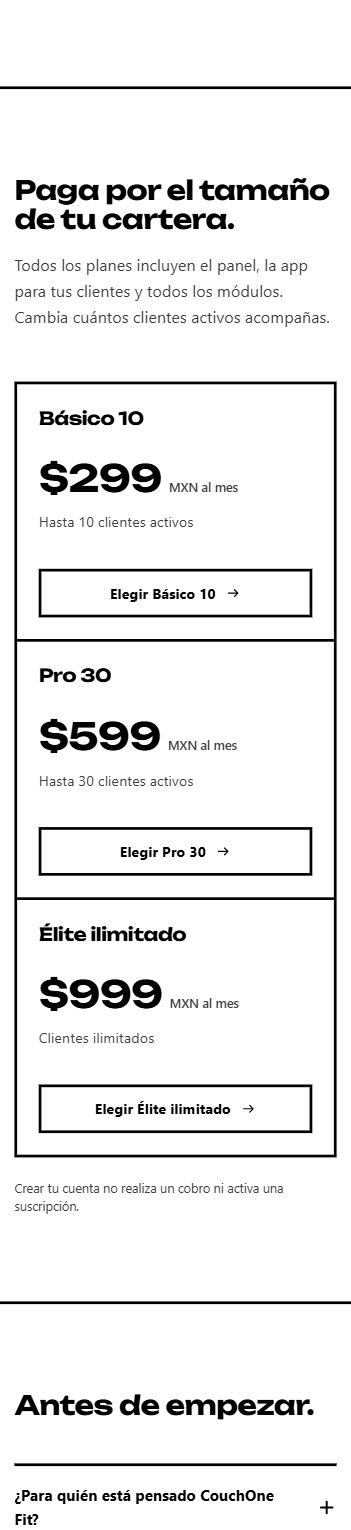 Paga por el tamaño
de tu cartera.
Todos los planes incluyen el panel, la app
para tus clientes y todos los módulos.
Cambia cuántos clientes activos acompañas.
Básico 10
$299 MXN al mes
Hasta 10 clientes activos
Elegir Básico 10 →
Pro 30
$599 MXN al mes
Hasta 30 clientes activos
Elegir Pro 30 →
Élite ilimitado
$999 MXN al mes
Clientes ilimitados
Elegir Élite ilimitado →
Crear tu cuenta no realiza un cobro ni activa una
suscripción.
Antes de empezar.
¿Para quién está pensado CouchOne
Fit? +